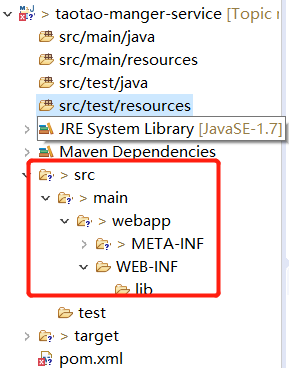 > taotao-manger-service [Topic r
src/main/java
src/main/resources
src/test/java
src/test/resources
JRE System Library [JavaSE-1.7]
Maven Dependencies
> src
> main
> webapp
> META-INF
WEB-INF
lib
test
> target
pom.xml